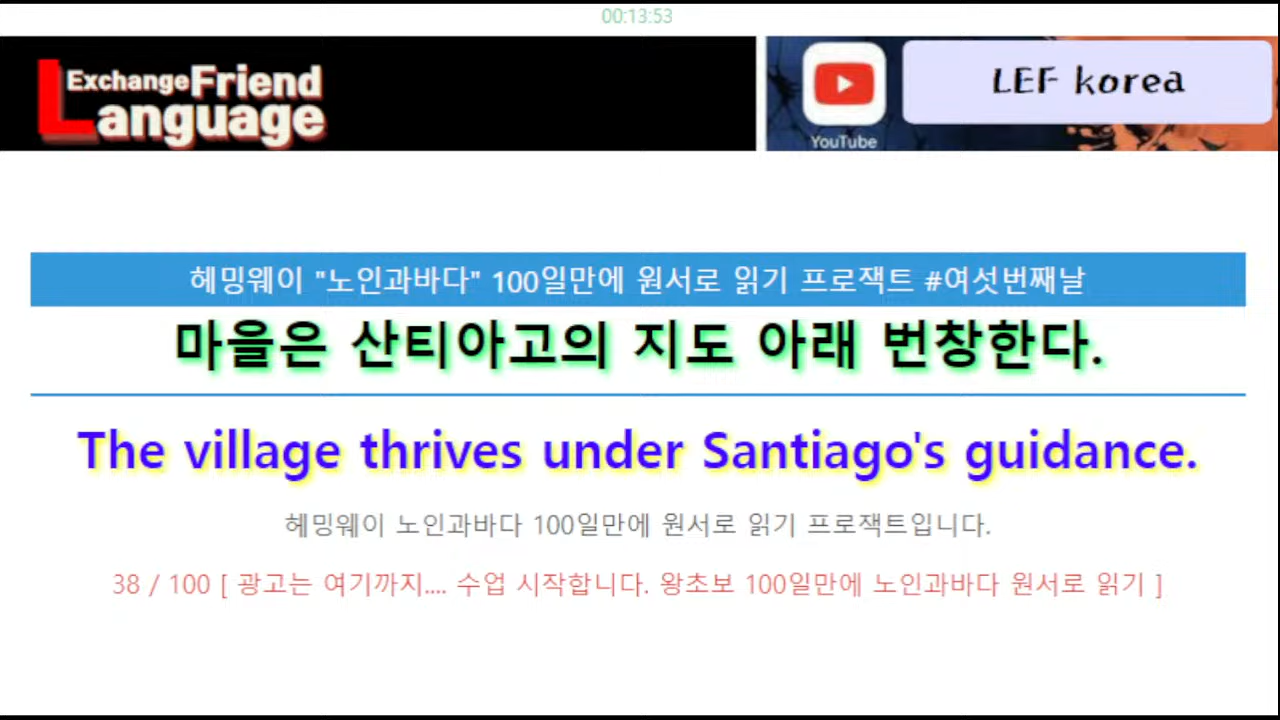 00:13:53
ExchangeFriend
Language
LEF korea
YouTube
헤밍웨이 "노인과바다" 100일만에 원서로 읽기 프로잭트 #여섯번째날
마을은 산티아고의 지도 아래 번창한다.
The village thrives under Santiago's guidance.
헤밍웨이 노인과바다 100일만에 원서로 읽기 프로잭트입니다.
38 / 100 [ 광고는 여기까지.... 수업 시작합니다. 왕초보 100일만에 노인과바다 원서로 읽기 ]